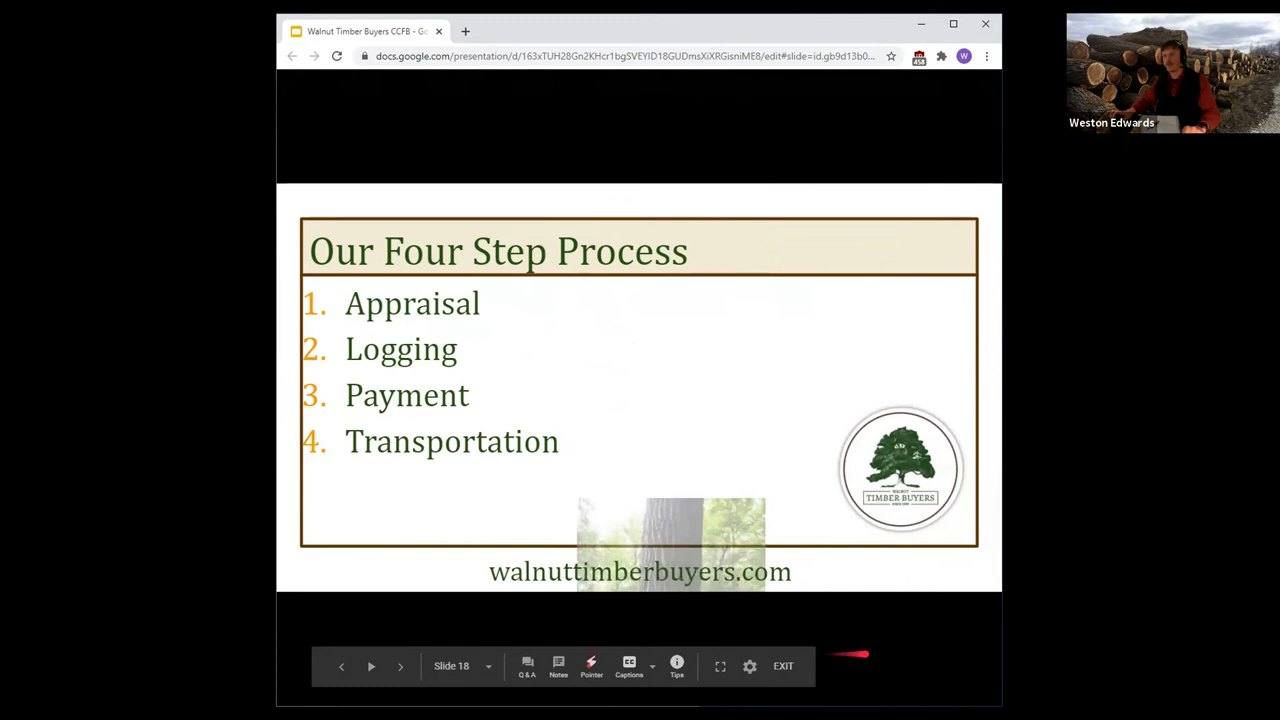 Walnut Timber Buyers CCFB - Go
docs.google.com/presentation/d/163xTUH28Gn2KHcr1bgSVEYID18GUDmsXiXRGisniME8/edit#slide=id.gb9d13b0...
458
W
Weston Edwards
Our Four Step Process
1. Appraisal
2. Logging
3. Payment
4. Transportation
WALNUT
TIMBER BUYERS
walnuttimberbuyers.com
Slide 18
Q & A
Notes
Pointer
Captions
Tips
EXIT